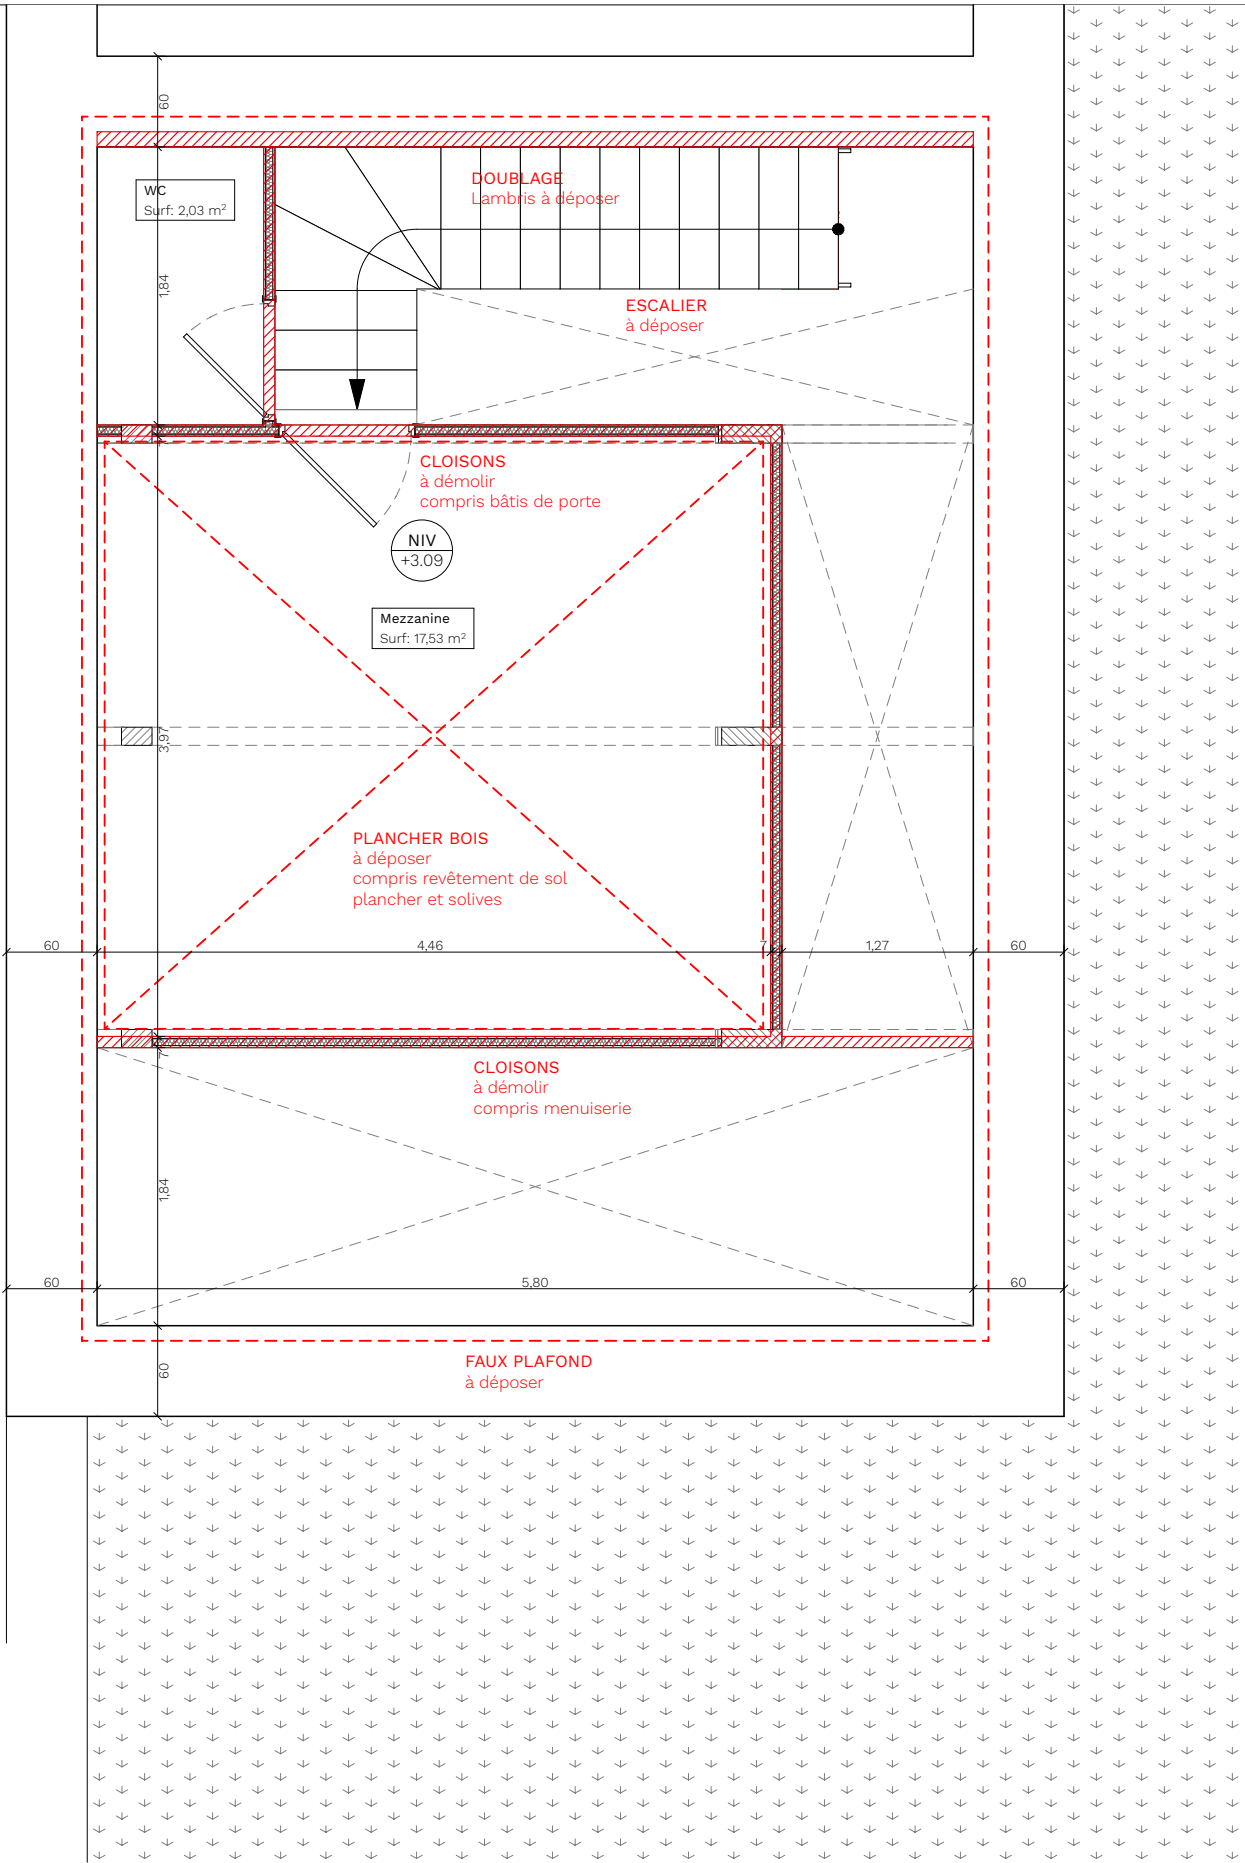 60
WC
Surf: 2,03 m²
DOUBLAGE
Lambris à déposer
1,84
ESCALIER
à déposer
CLOISONS
à démolir
compris bâtis de porte
NIV
+3.09
Mezzanine
Surf: 17,53 m²
3,97
PLANCHER BOIS
à déposer
compris revêtement de sol
plancher et solives
60
4,46
7
1,27
60
7
CLOISONS
à démolir
compris menuiserie
1,84
60
5,80
60
FAUX PLAFOND
à déposer
60